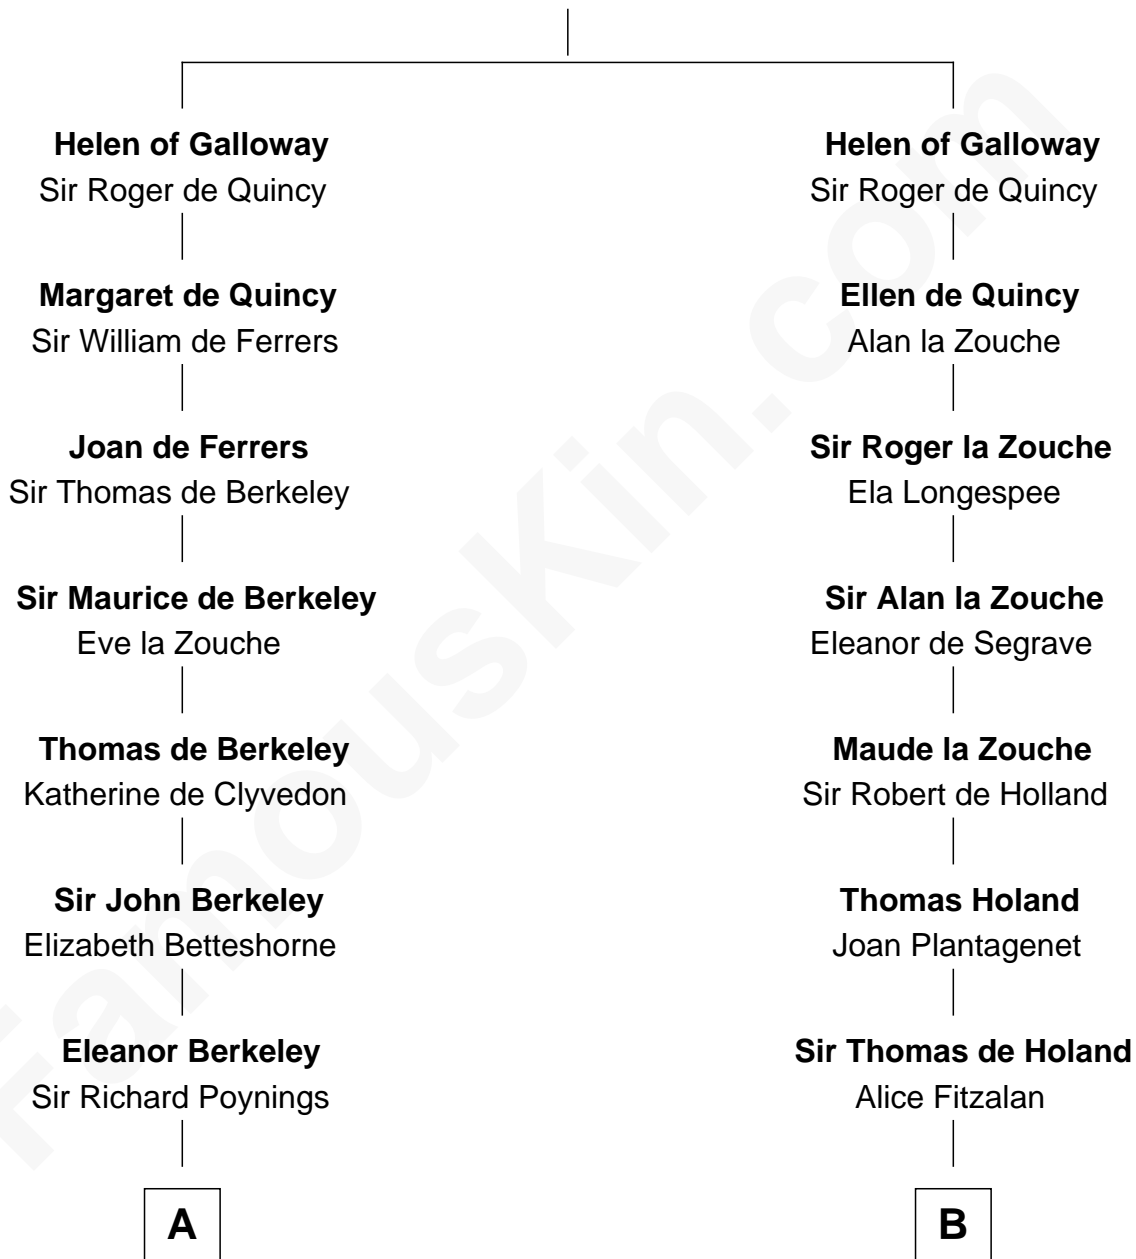 Helen of Galloway
Sir Roger de Quincy
Margaret de Quincy
Sir William de Ferrers
Joan de Ferrers
Sir Thomas de Berkeley
Sir Maurice de Berkeley
Eve la Zouche
Thomas de Berkeley
Katherine de Clyvedon
Sir John Berkeley
Elizabeth Betteshorne
Eleanor Berkeley
Sir Richard Poynings
A
Helen of Galloway
Sir Roger de Quincy
Ellen de Quincy
Alan la Zouche
Sir Roger la Zouche
Ela Longespee
Sir Alan la Zouche
Eleanor de Segrave
Maude la Zouche
Sir Robert de Holland
Thomas Holand
Joan Plantagenet
Sir Thomas de Holand
Alice Fitzalan
B
FamousKin.com